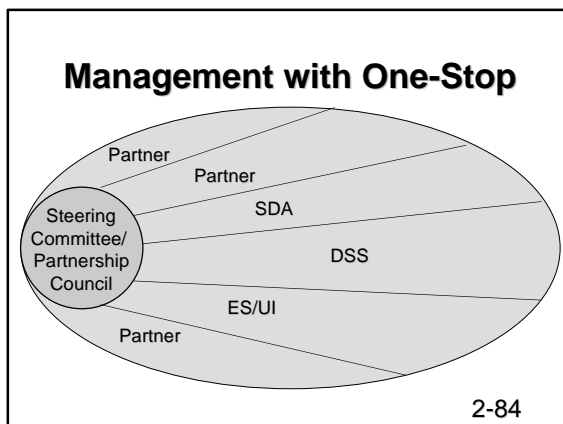 Management with One-Stop
Partner
Partner
SDA
Steering
Committee/
Partnership
Council
DSS
ES/UI
Partner
2-84